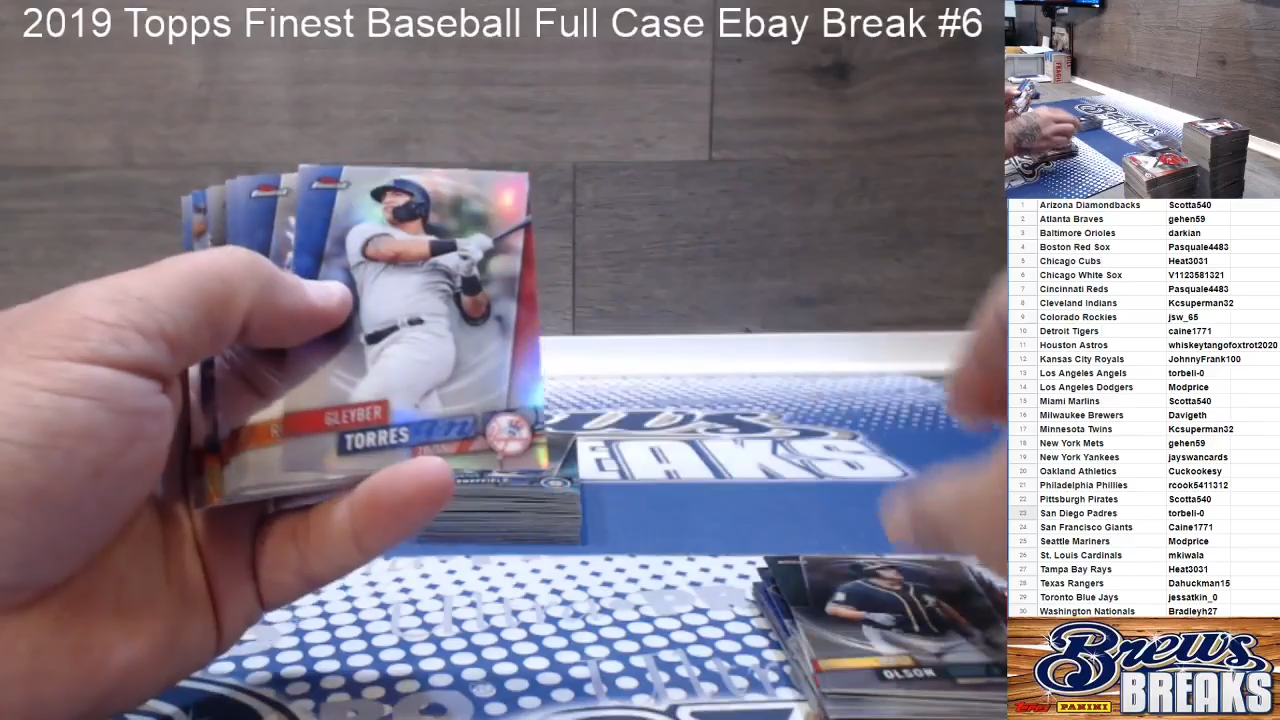 2019 Topps Finest Baseball Full Case Ebay Break #6
GLEYBER
TORRES
EAKS
OLSON
1 Arizona Diamondbacks Scotta540
2 Atlanta Braves gehen59
3 Baltimore Orioles darkian
4 Boston Red Sox Pasquale4483
5 Chicago Cubs Heat3031
6 Chicago White Sox V1123581321
7 Cincinnati Reds Pasquale4483
8 Cleveland Indians Kcsuperman32
9 Colorado Rockies jsw_65
10 Detroit Tigers caine1771
11 Houston Astros whiskeytangofoxtrot2020
12 Kansas City Royals JohnnyFrank100
13 Los Angeles Angels torbell-0
14 Los Angeles Dodgers Modprice
15 Miami Marlins Scotta540
16 Milwaukee Brewers Davigeth
17 Minnesota Twins Kcsuperman32
18 New York Mets gehen59
19 New York Yankees jayswancards
20 Oakland Athletics Cuckookesy
21 Philadelphia Phillies rcook5411312
22 Pittsburgh Pirates Scotta540
23 San Diego Padres torbell-0
24 San Francisco Giants Caine1771
25 Seattle Mariners Modprice
26 St. Louis Cardinals mkiwala
27 Tampa Bay Rays Heat3031
28 Texas Rangers Dahuckman15
29 Toronto Blue Jays jessatkin_0
30 Washington Nationals Bradleyh27
Brews
BREAKS
Topps PANINI